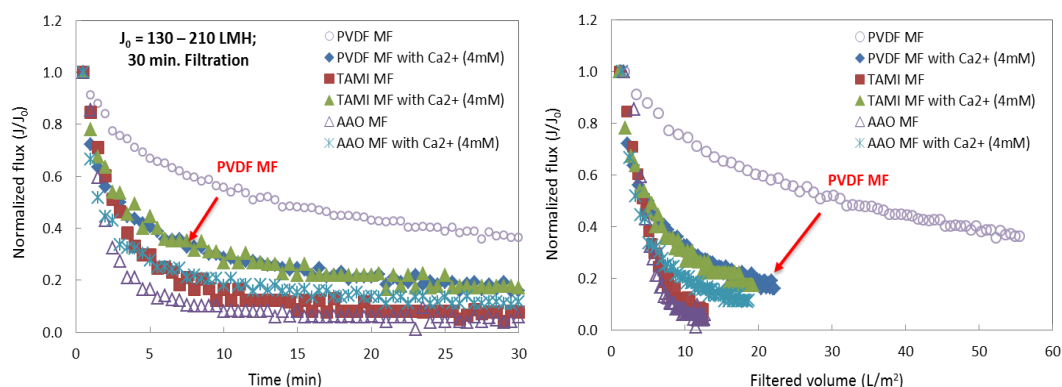 Normalized flux (J/J0)
1.2
1.0
0.8
0.6
0.4
0.2
0.0
J0 = 130 – 210 LMH;
30 min. Filtration
PVDF MF
PVDF MF with Ca2+ (4mM)
TAMI MF
TAMI MF with Ca2+ (4mM)
AAO MF
AAO MF with Ca2+ (4mM)
PVDF MF
0
5
10
15
20
25
30
Time (min)
Normalized flux (J/J0)
1.2
1.0
0.8
0.6
0.4
0.2
0.0
PVDF MF
PVDF MF with Ca2+ (4mM)
TAMI MF
TAMI MF with Ca2+ (4mM)
AAO MF
AAO MF with Ca2+ (4mM)
PVDF MF
0
10
20
30
40
50
60
Filtered volume (L/m²)